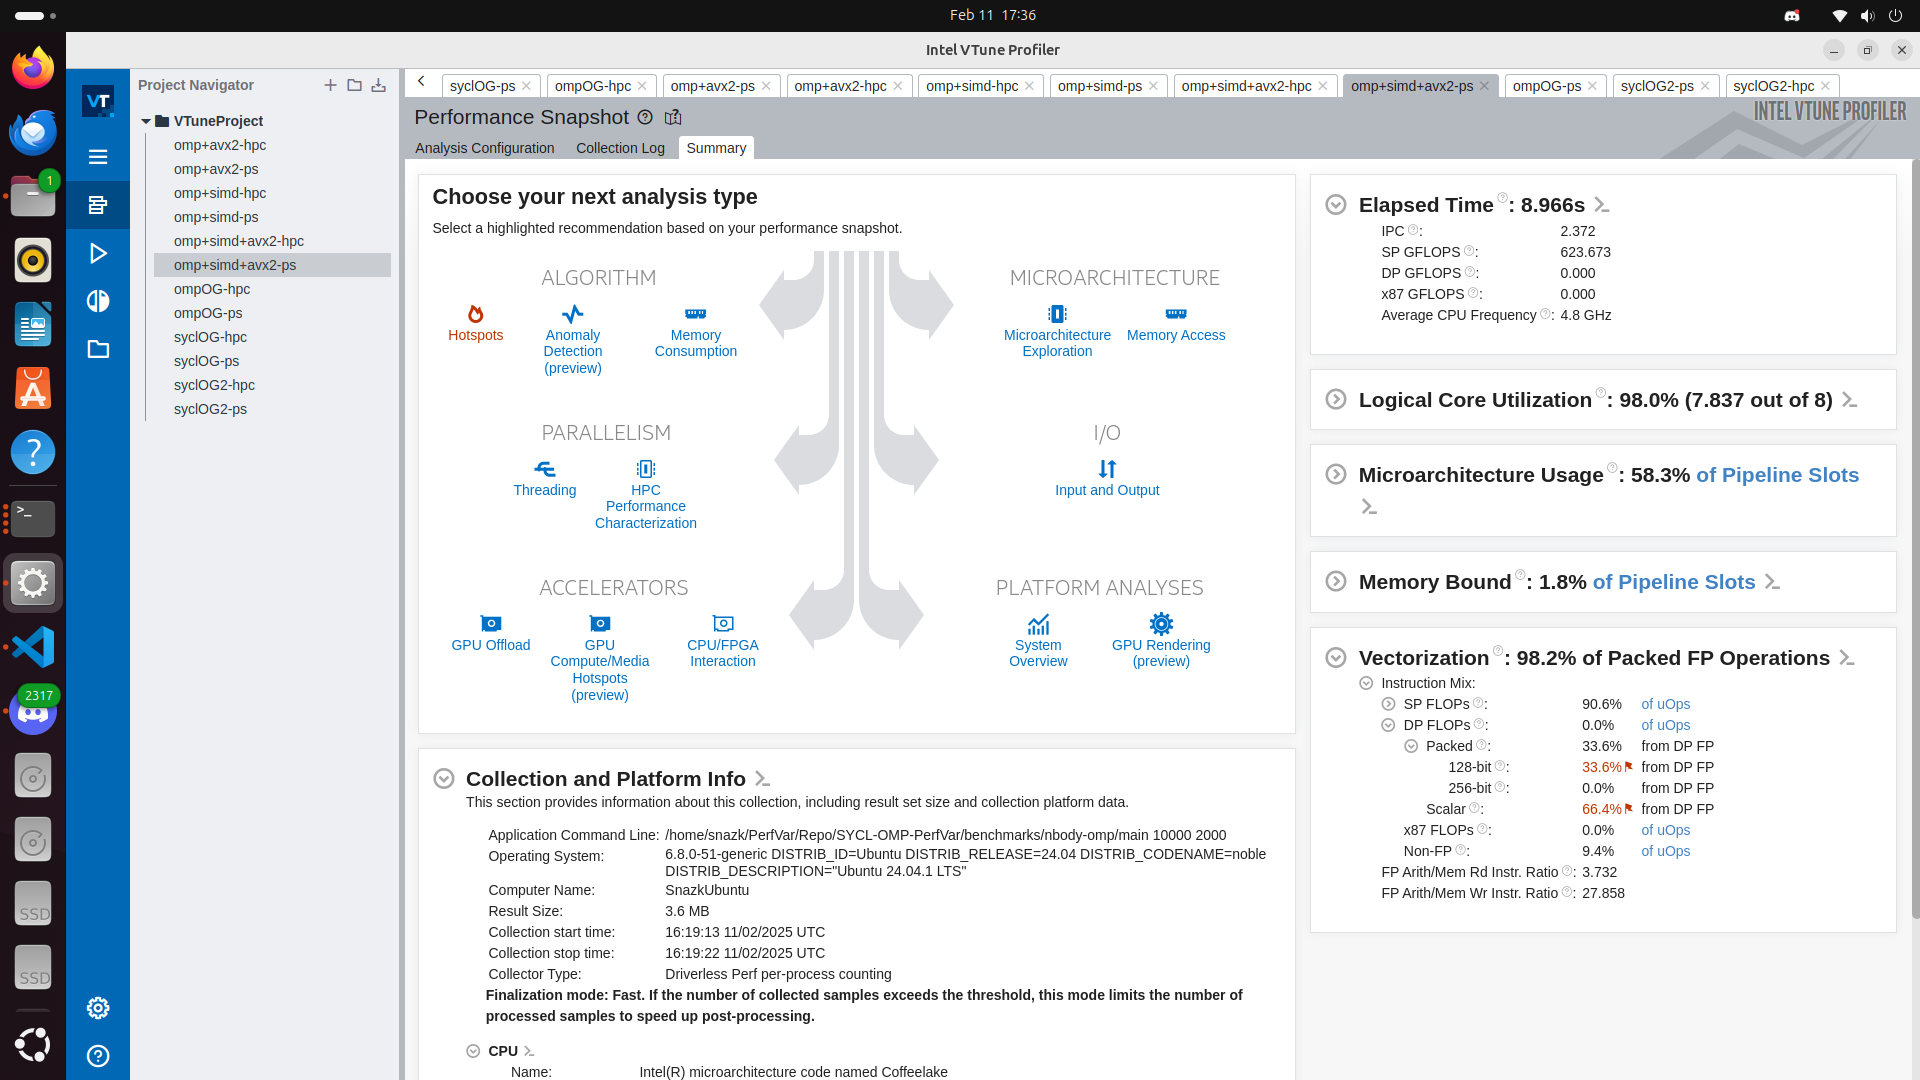 Feb 11 17:36
Intel VTune Profiler
1
2317
SSD
SSD
VT
Project Navigator
VTuneProject
omp+avx2-hpc
omp+avx2-ps
omp+simd-hpc
omp+simd-ps
omp+simd+avx2-hpc
omp+simd+avx2-ps
ompOG-hpc
ompOG-ps
syclOG-hpc
syclOG-ps
syclOG2-hpc
syclOG2-ps
syclOG-ps ompOG-hpc omp+avx2-ps omp+avx2-hpc omp+simd-hpc omp+simd-ps omp+simd+avx2-hpc omp+simd+avx2-ps ompOG-ps syclOG2-ps syclOG2-hpc
Performance Snapshot
INTEL VTUNE PROFILER
Analysis Configuration Collection Log Summary
Choose your next analysis type
Select a highlighted recommendation based on your performance snapshot.
ALGORITHM
Hotspots
Anomaly
Detection
(preview)
Memory
Consumption
MICROARCHITECTURE
Microarchitecture
Exploration
Memory Access
PARALLELISM
Threading
HPC
Performance
Characterization
I/O
Input and Output
ACCELERATORS
GPU Offload
GPU
Compute/Media
Hotspots
(preview)
CPU/FPGA
Interaction
PLATFORM ANALYSES
System
Overview
GPU Rendering
(preview)
Collection and Platform Info
This section provides information about this collection, including result set size and collection platform data.
Application Command Line: /home/snazk/PerfVar/Repo/SYCL-OMP-PerfVar/benchmarks/nbody-omp/main 10000 2000
Operating System: 6.8.0-51-generic DISTRIB_ID=Ubuntu DISTRIB_RELEASE=24.04 DISTRIB_CODENAME=noble
DISTRIB_DESCRIPTION="Ubuntu 24.04.1 LTS"
Computer Name: SnazkUbuntu
Result Size: 3.6 MB
Collection start time: 16:19:13 11/02/2025 UTC
Collection stop time: 16:19:22 11/02/2025 UTC
Collector Type: Driverless Perf per-process counting
Finalization mode: Fast. If the number of collected samples exceeds the threshold, this mode limits the number of
processed samples to speed up post-processing.
CPU
Name: Intel(R) microarchitecture code named Coffeelake
Elapsed Time: 8.966s
IPC: 2.372
SP GFLOPS: 623.673
DP GFLOPS: 0.000
x87 GFLOPS: 0.000
Average CPU Frequency: 4.8 GHz
Logical Core Utilization: 98.0% (7.837 out of 8)
Microarchitecture Usage: 58.3% of Pipeline Slots
Memory Bound: 1.8% of Pipeline Slots
Vectorization: 98.2% of Packed FP Operations
Instruction Mix:
SP FLOPs: 90.6% of uOps
DP FLOPs: 0.0% of uOps
Packed: 33.6% from DP FP
128-bit: 33.6% from DP FP
256-bit: 0.0% from DP FP
Scalar: 66.4% from DP FP
x87 FLOPs: 0.0% of uOps
Non-FP: 9.4% of uOps
FP Arith/Mem Rd Instr. Ratio: 3.732
FP Arith/Mem Wr Instr. Ratio: 27.858